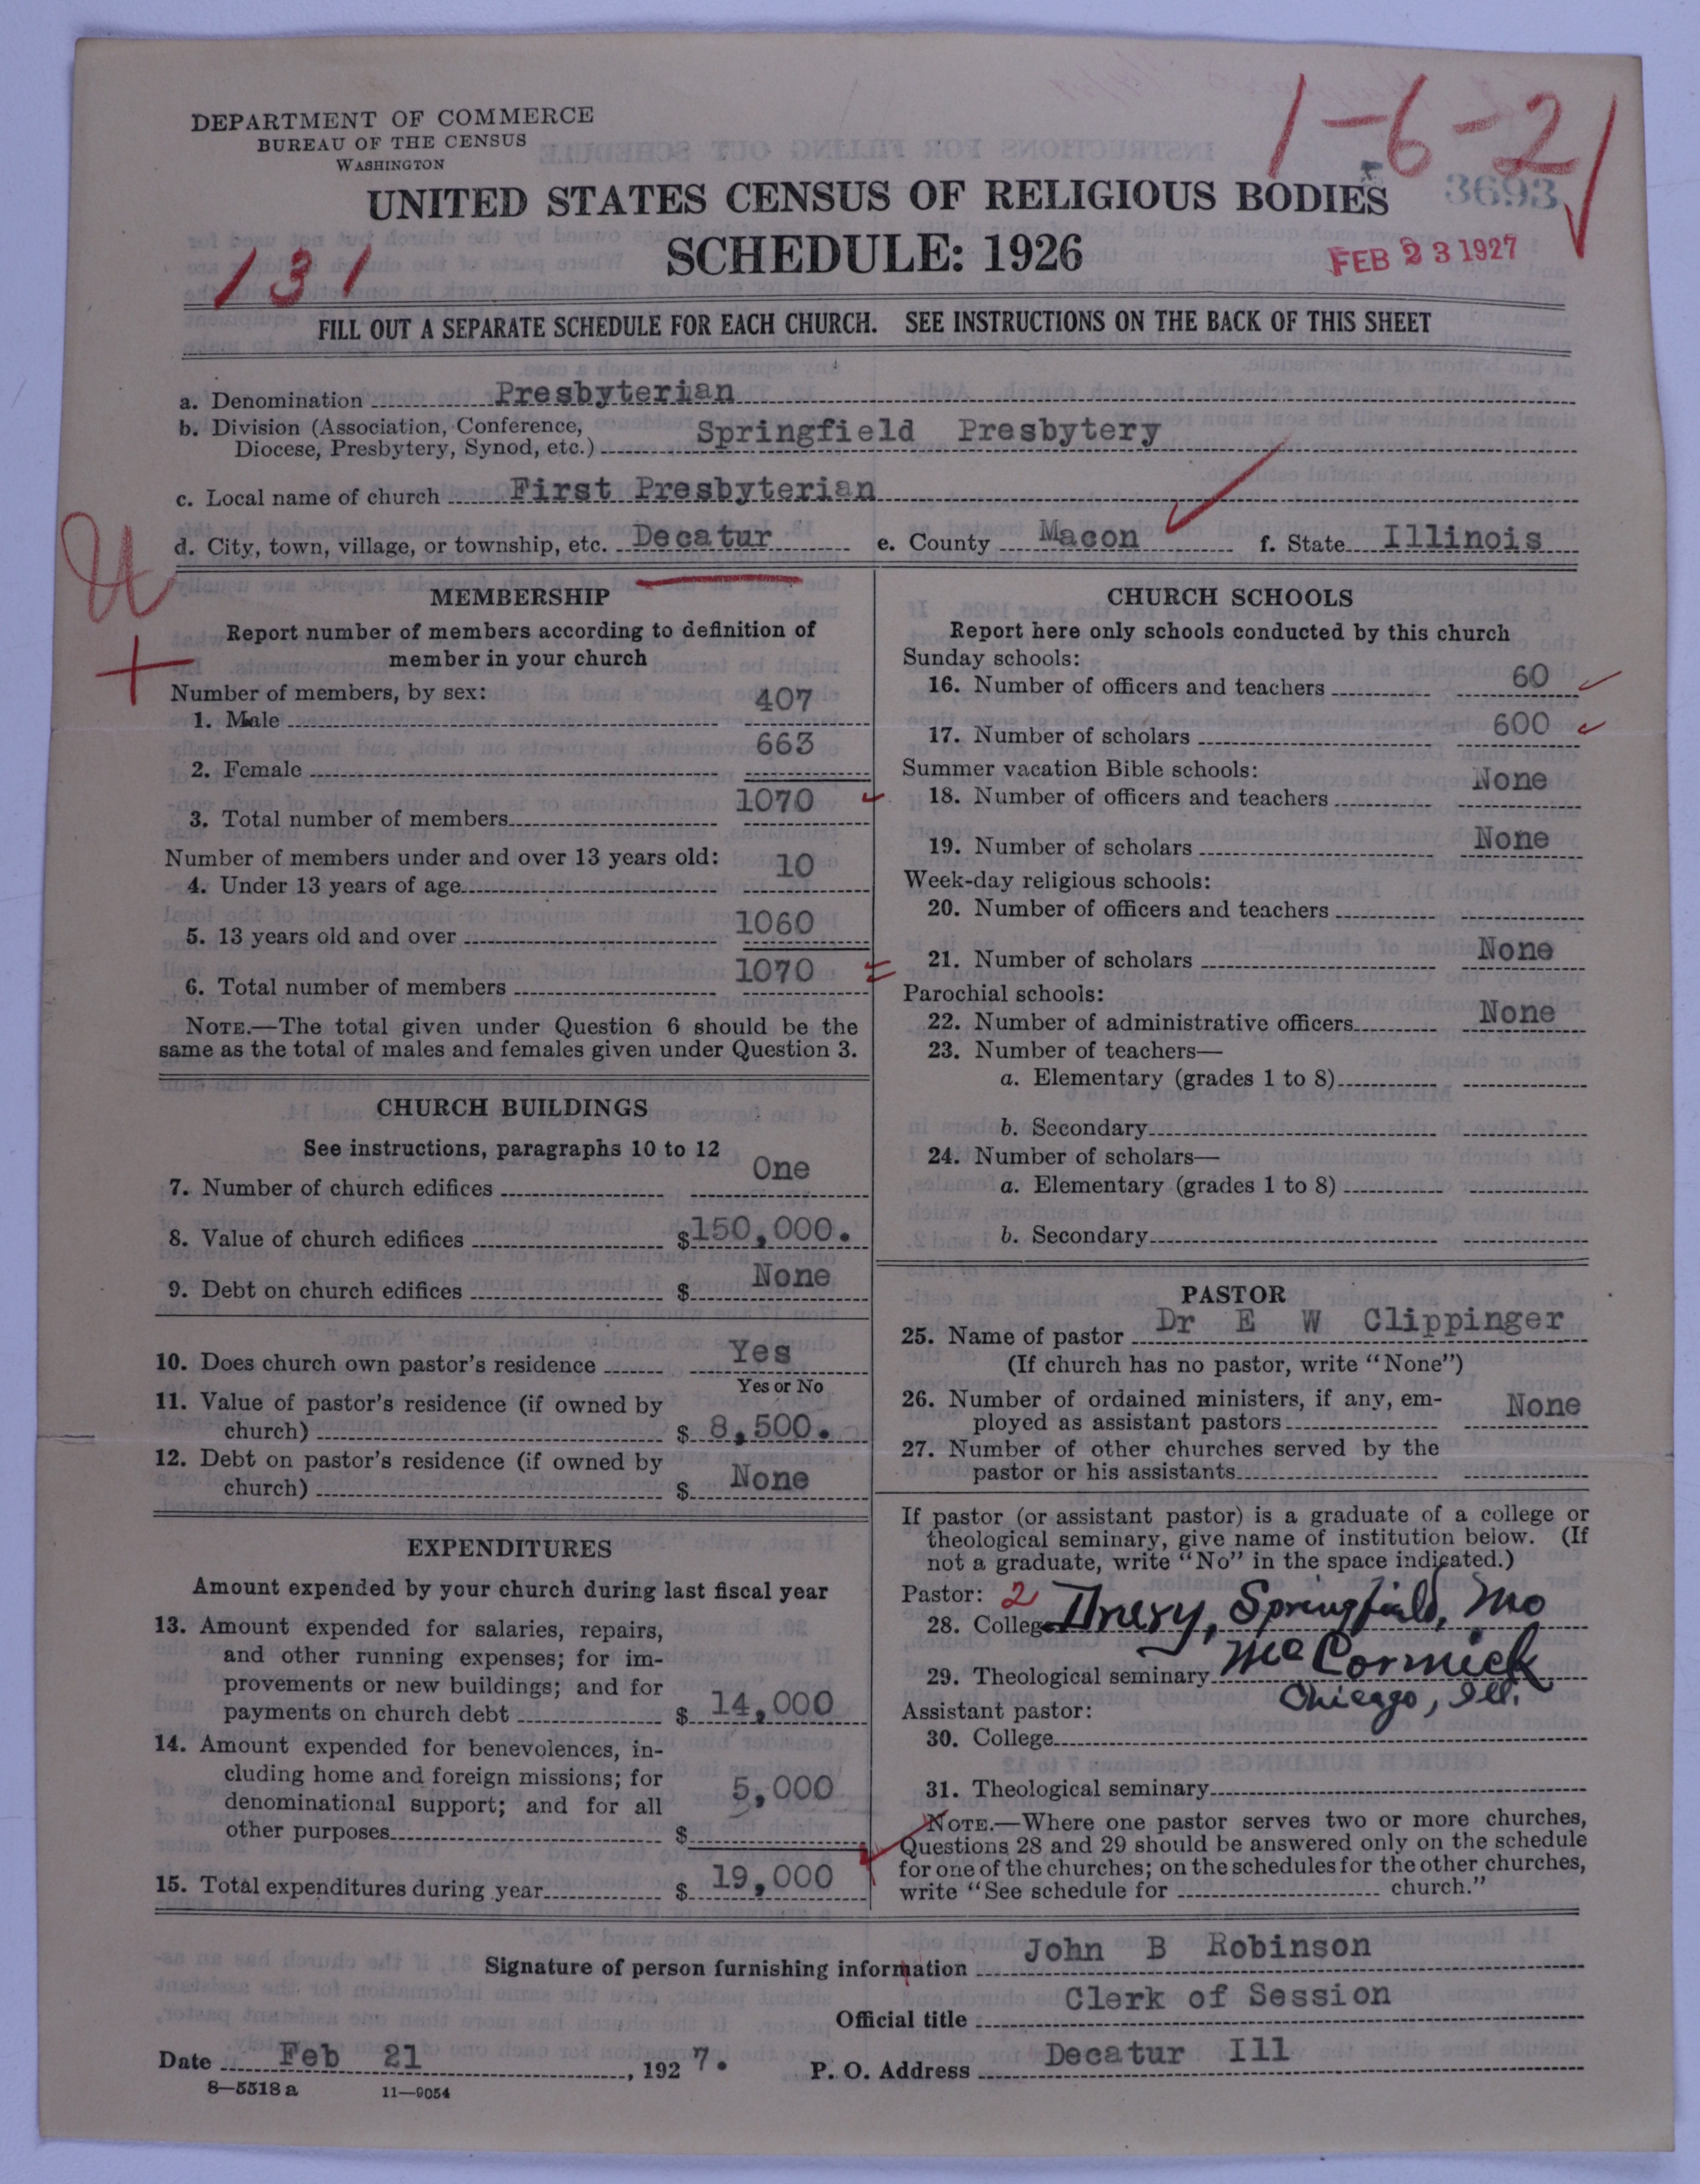 DEPARTMENT OF COMMERCE
BUREAU OF THE CENSUS
WASHINGTON
1-6-2
3693
UNITED STATES CENSUS OF RELIGIOUS BODIES
131
SCHEDULE: 1926
FEB 23 1927
FILL OUT A SEPARATE SCHEDULE FOR EACH CHURCH. SEE INSTRUCTIONS ON THE BACK OF THIS SHEET
a. Denomination Presbyterian
b. Division (Association, Conference,
Diocese, Presbytery, Synod, etc.) Springfield Presbytery
c. Local name of church First Presbyterian
d. City, town, village, or township, etc. Decatur e. County Macon f. State Illinois
U
MEMBERSHIP
Report number of members according to definition of
member in your church
Number of members, by sex:
1. Male 407
2. Female 663
3. Total number of members 1070
Number of members under and over 13 years old:
4. Under 13 years of age 10
5. 13 years old and over 1060
6. Total number of members 1070
NOTE.—The total given under Question 6 should be the
same as the total of males and females given under Question 3.
CHURCH BUILDINGS
See instructions, paragraphs 10 to 12
7. Number of church edifices One
8. Value of church edifices $150,000.
9. Debt on church edifices $ None
10. Does church own pastor's residence Yes
Yes or No
11. Value of pastor's residence (if owned by
church) $ 8,500.
12. Debt on pastor's residence (if owned by
church) $ None
EXPENDITURES
Amount expended by your church during last fiscal year
13. Amount expended for salaries, repairs,
and other running expenses; for im-
provements or new buildings; and for
payments on church debt $ 14,000
14. Amount expended for benevolences, in-
cluding home and foreign missions; for
denominational support; and for all
other purposes $ 5,000
15. Total expenditures during year $ 19,000
CHURCH SCHOOLS
Report here only schools conducted by this church
Sunday schools:
16. Number of officers and teachers 60
17. Number of scholars 600
Summer vacation Bible schools:
18. Number of officers and teachers None
19. Number of scholars None
Week-day religious schools:
20. Number of officers and teachers
21. Number of scholars None
Parochial schools:
22. Number of administrative officers None
23. Number of teachers—
a. Elementary (grades 1 to 8)
b. Secondary
24. Number of scholars—
a. Elementary (grades 1 to 8)
b. Secondary
PASTOR
25. Name of pastor Dr E W Clippinger
(If church has no pastor, write "None")
26. Number of ordained ministers, if any, em-
ployed as assistant pastors None
27. Number of other churches served by the
pastor or his assistants
If pastor (or assistant pastor) is a graduate of a college or
theological seminary, give name of institution below. (If
not a graduate, write "No" in the space indicated.)
Pastor: 2
28. College Drury, Springfield, Mo
29. Theological seminary McCormick
Chicago, Ill.
Assistant pastor:
30. College
31. Theological seminary
NOTE.—Where one pastor serves two or more churches,
Questions 28 and 29 should be answered only on the schedule
for one of the churches; on the schedules for the other churches,
write "See schedule for church."
Signature of person furnishing information John B Robinson
Official title Clerk of Session
Date Feb 21, 1927. P. O. Address Decatur Ill
8—5518 a 11—9054